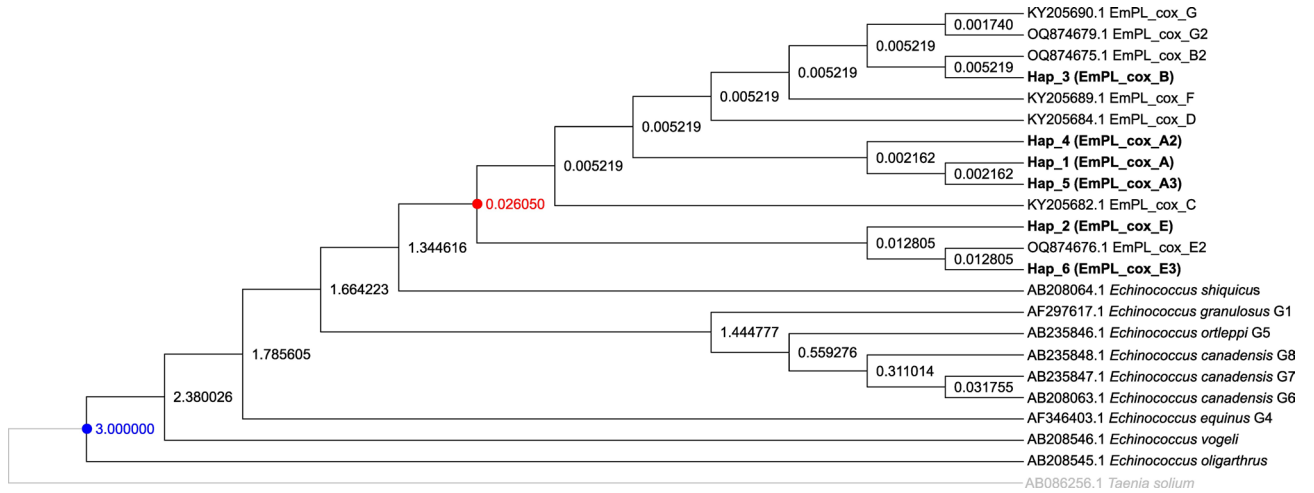 KY205690.1 EmPL_cox_G
0.001740
OQ874679.1 EmPL_cox_G2
0.005219
OQ874675.1 EmPL_cox_B2
0.005219
0.005219
Hap_3 (EmPL_cox_B)
0.005219
KY205689.1 EmPL_cox_F
KY205684.1 EmPL_cox_D
0.005219
Hap_4 (EmPL_cox_A2)
0.002162
0.005219
Hap_1 (EmPL_cox_A)
0.002162
Hap_5 (EmPL_cox_A3)
0.026050
KY205682.1 EmPL_cox_C
Hap_2 (EmPL_cox_E)
0.012805
1.344616
OQ874676.1 EmPL_cox_E2
0.012805
Hap_6 (EmPL_cox_E3)
1.664223
AB208064.1 Echinococcus shiquicus
AF297617.1 Echinococcus granulosus G1
1.444777
AB235846.1 Echinococcus ortleppi G5
1.785605
0.559276
AB235848.1 Echinococcus canadensis G8
0.311014
AB235847.1 Echinococcus canadensis G7
0.031755
2.380026
AB208063.1 Echinococcus canadensis G6
AF346403.1 Echinococcus equinus G4
3.000000
AB208546.1 Echinococcus vogeli
AB208545.1 Echinococcus oligarthrus
AB086256.1 Taenia solium